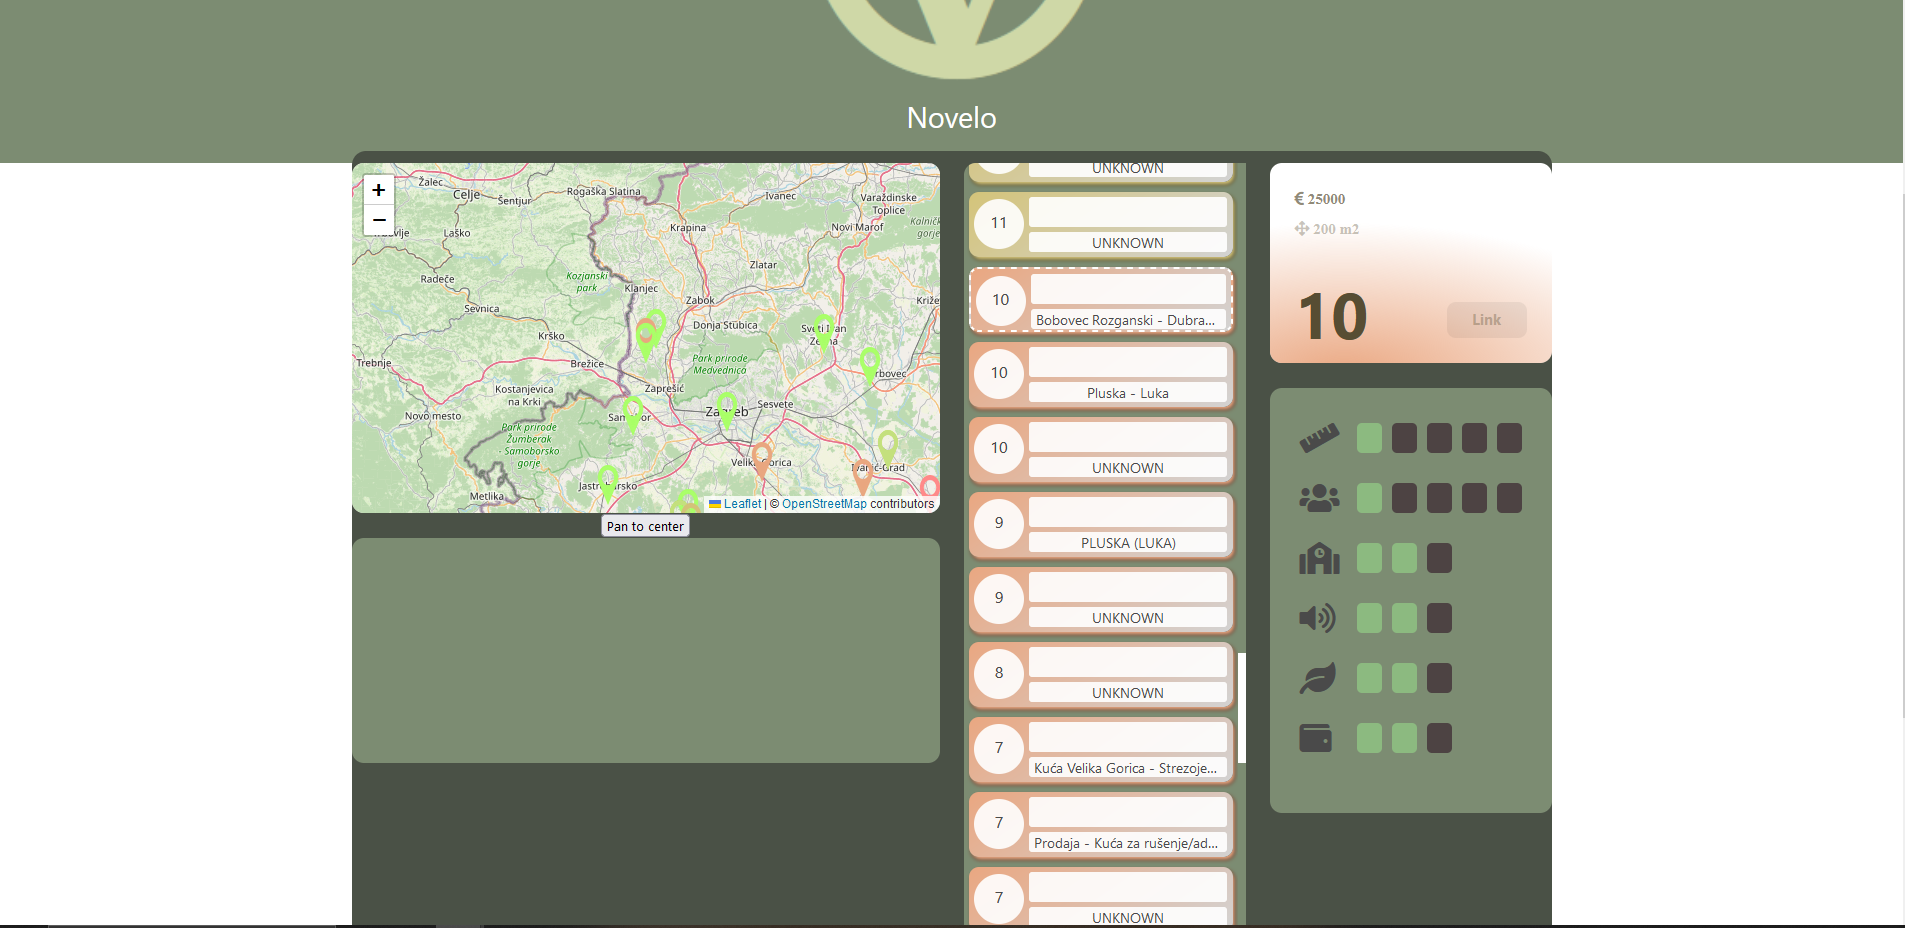 Novelo
+
−
Žalec
Celje
Šentjur
Rogaška Slatina
Ivanec
Varaždinske
Toplice
Laško
Krapina
Novi Marof
Kalnič
gorje
Radeče
Kozjanski
park
Zlatar
Sevnica
Klanjec
Zabok
Križe
Krško
Donja Stubica
Sveti Ivan
Zelina
Trebnje
Brežice
Park prirode
Medvednica
rbovec
Kostanjevica
na Krki
Zaprešić
Novo mesto
Samobor
Zagreb
Sesvete
Park prirode
Žumberak
- Samoborsko
gorje
Velika Gorica
Ivanić-Grad
Metlika
Jastrebarsko
Leaflet | © OpenStreetMap contributors
Pan to center
UNKNOWN
11
UNKNOWN
10
Bobovec Rozganski - Dubra...
10
Pluska - Luka
10
UNKNOWN
9
PLUSKA (LUKA)
9
UNKNOWN
8
UNKNOWN
7
Kuća Velika Gorica - Strezoje...
7
Prodaja - Kuća za rušenje/ad...
7
UNKNOWN
€ 25000
200 m2
10
Link